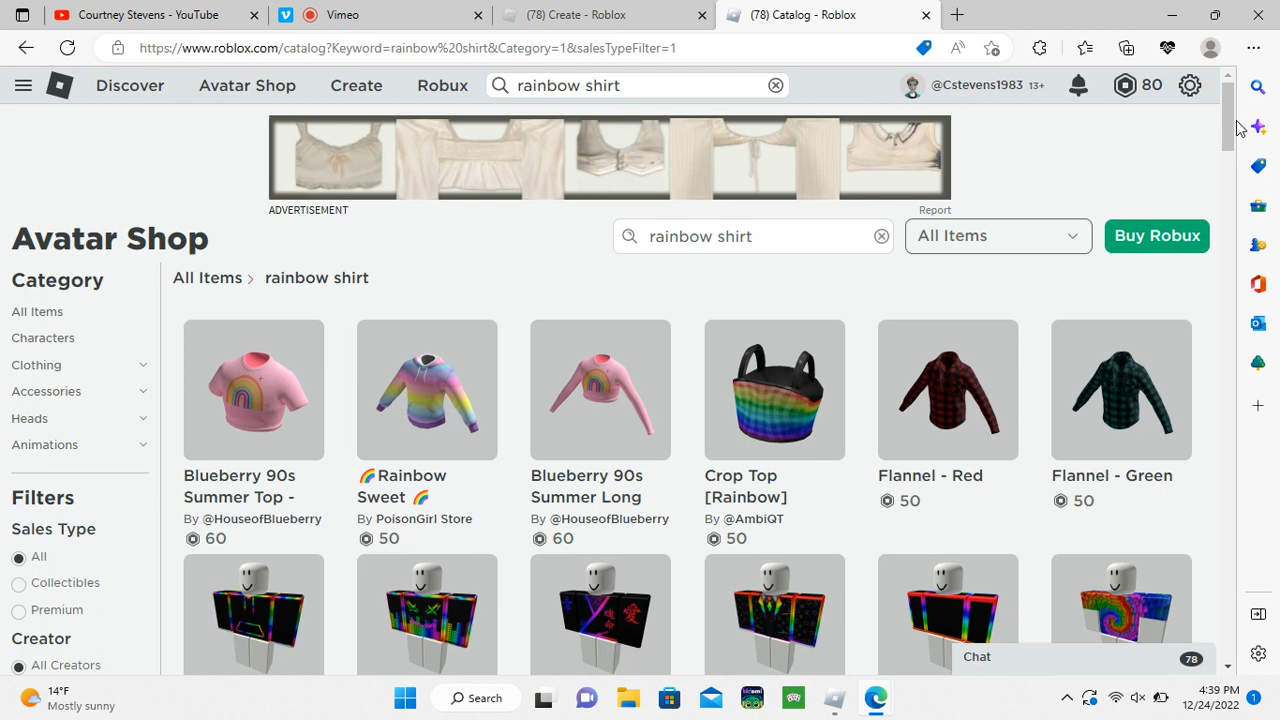 Courtney Stevens - YouTube
Vimeo
(78) Create - Roblox
(78) Catalog - Roblox
https://www.roblox.com/catalog?Keyword=rainbow%20shirt&Category=1&salesTypeFilter=1
Discover
Avatar Shop
Create
Robux
rainbow shirt
@Cstevens1983 13+
80
ADVERTISEMENT
Report
Avatar Shop
rainbow shirt
All Items
Buy Robux
Category
All Items
Characters
Clothing
Accessories
Heads
Animations
Filters
Sales Type
All
Collectibles
Premium
Creator
All Creators
All Items > rainbow shirt
Blueberry 90s
Summer Top -
By @HouseofBlueberry
60
🌈Rainbow
Sweet 🌈
By PoisonGirl Store
50
Blueberry 90s
Summer Long
By @HouseofBlueberry
60
Crop Top
[Rainbow]
By @AmbiQT
50
Flannel - Red
50
Flannel - Green
50
Chat
78
14°F
Mostly sunny
Search
4:39 PM
12/24/2022
1